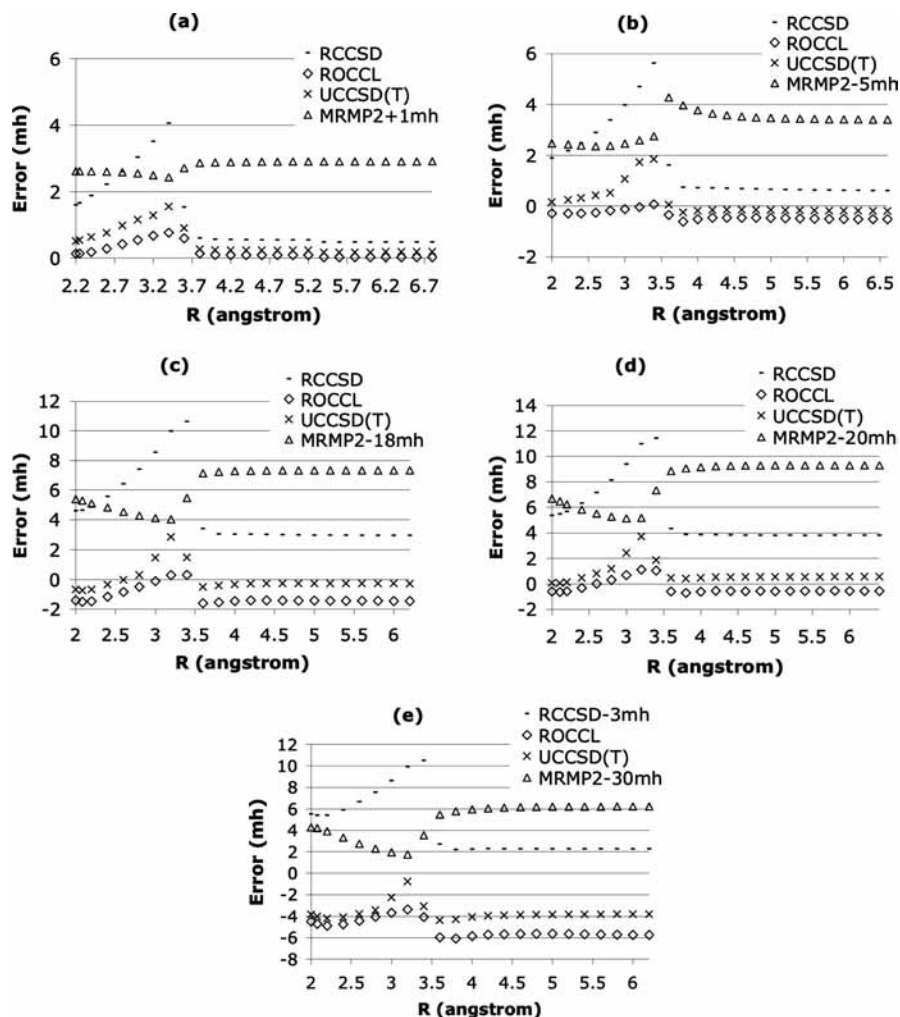 (a)
RCCSD
ROCCL
UCCSD(T)
MRMP2+1mh
6
4
2
0
Error (mh)
2.2 2.7 3.2 3.7 4.2 4.7 5.2 5.7 6.2 6.7
R (angstrom)
(b)
RCCSD
ROCCL
UCCSD(T)
MRMP2-5mh
6
4
2
0
-2
Error (mh)
2 2.5 3 3.5 4 4.5 5 5.5 6 6.5
R (angstrom)
(c)
RCCSD
ROCCL
UCCSD(T)
MRMP2-18mh
12
10
8
6
4
2
0
-2
Error (mh)
2 2.5 3 3.5 4 4.5 5 5.5 6
R (angstrom)
(d)
RCCSD
ROCCL
UCCSD(T)
MRMP2-20mh
14
12
10
8
6
4
2
0
-2
Error (mh)
2 2.5 3 3.5 4 4.5 5 5.5 6
R (angstrom)
(e)
RCCSD-3mh
ROCCL
UCCSD(T)
MRMP2-30mh
12
10
8
6
4
2
0
-2
-4
-6
-8
Error (mh)
2 2.5 3 3.5 4 4.5 5 5.5 6
R (angstrom)